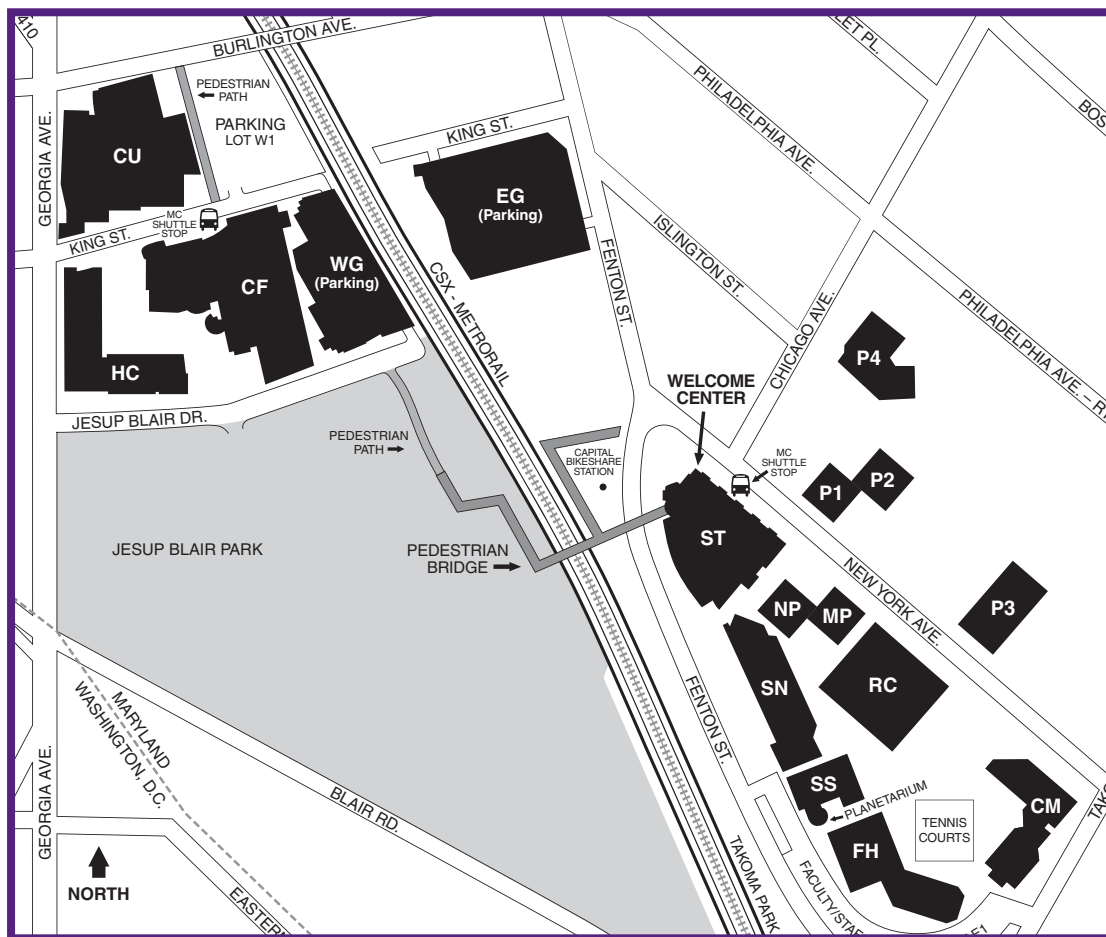 410
BURLINGTON AVE.
GEORGIA AVE.
PEDESTRIAN
PATH
PARKING
LOT W1
CU
KING ST.
MC
SHUTTLE
STOP
KING ST.
EG
(Parking)
PHILADELPHIA AVE.
ISLINGTON ST.
FENTON ST.
CHICAGO AVE.
PHILADELPHIA AVE. –
CF
WG
(Parking)
CSX - METRORAIL
HC
JESUP BLAIR DR.
P4
WELCOME
CENTER
PEDESTRIAN
PATH
CAPITAL
BIKESHARE
STATION
MC
SHUTTLE
STOP
P1
P2
ST
JESUP BLAIR PARK
PEDESTRIAN
BRIDGE
NEW YORK AVE.
NP
MP
P3
SN
RC
FENTON ST.
MARYLAND
WASHINGTON, D.C.
GEORGIA AVE.
BLAIR RD.
SS
PLANETARIUM
TENNIS
COURTS
CM
FH
TAKOMA PARK
NORTH